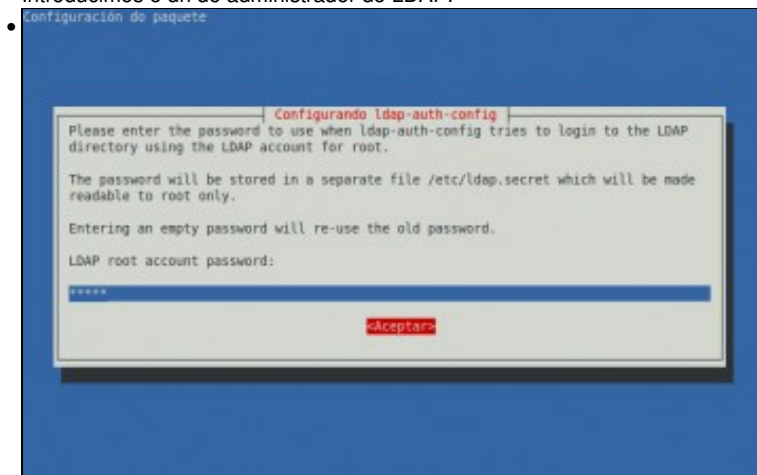 Configuración do paquete
Configurando ldap-auth-config
Please enter the password to use when ldap-auth-config tries to login to the LDAP
directory using the LDAP account for root.
The password will be stored in a separate file /etc/ldap.secret which will be made
readable to root only.
Entering an empty password will re-use the old password.
LDAP root account password:
*****
<Aceptar>